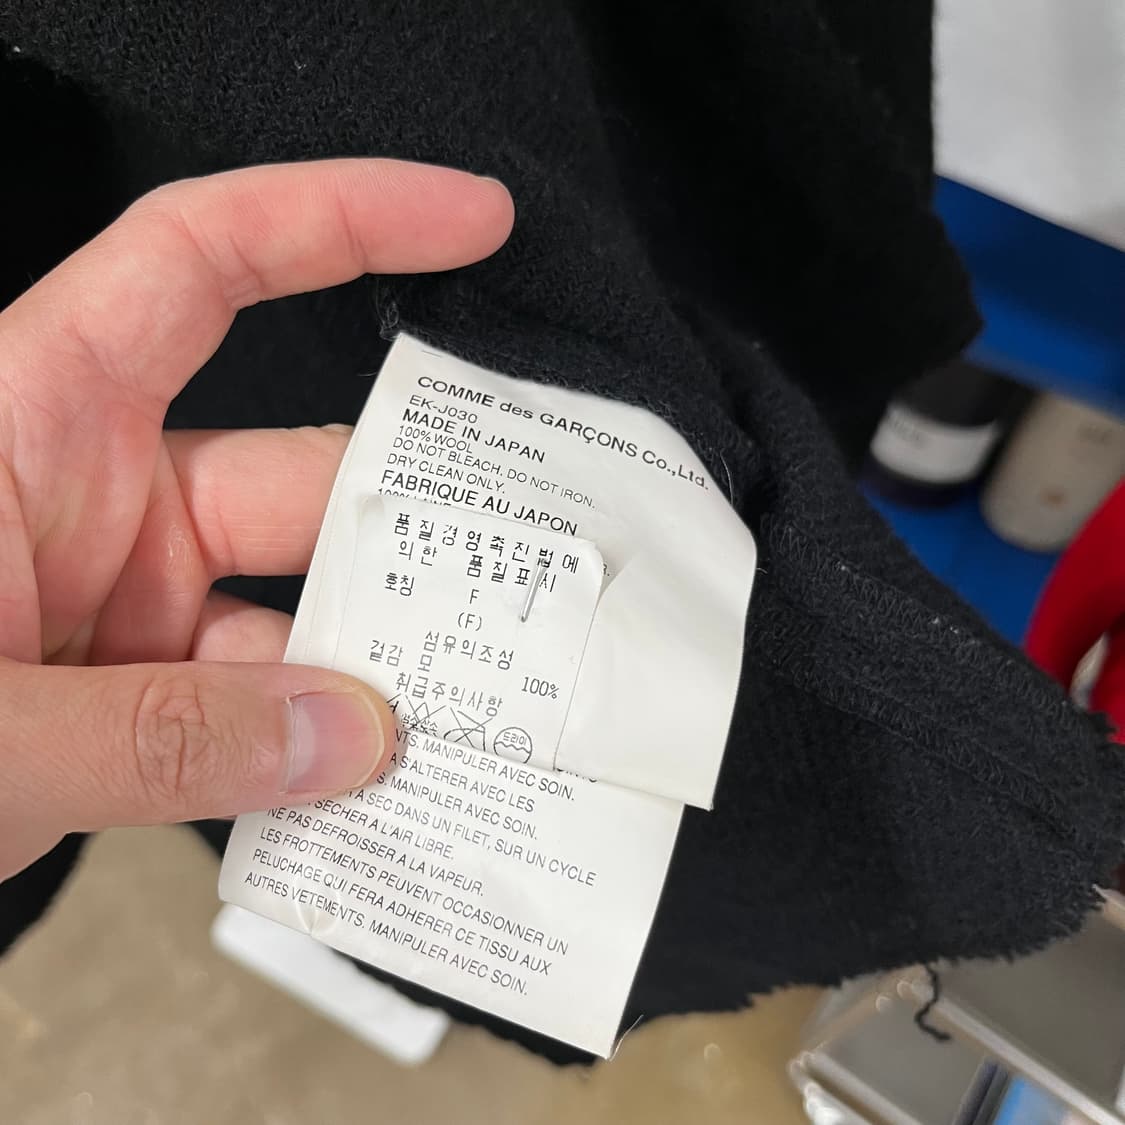 COMME des GARÇONS Co.,Ltd.
EK-J030
MADE IN JAPAN
100% WOOL
DO NOT BLEACH. DO NOT IRON.
DRY CLEAN ONLY.
FABRIQUE AU JAPON
품질경영촉진법에
의한 품질표시
호칭 F
(F)
섬유의조성
겉감 모 100%
취급주의사항
드라이
MANIPULER AVEC SOIN.
A S'ALTERER AVEC LES
MANIPULER AVEC SOIN.
A SEC DANS UN FILET, SUR UN CYCLE
SECHER A L'AIR LIBRE.
NE PAS DEFROISSER A LA VAPEUR.
LES FROTTEMENTS PEUVENT OCCASIONNER UN
PELUCHAGE QUI FERA ADHERER CE TISSU AUX
AUTRES VETEMENTS. MANIPULER AVEC SOIN.